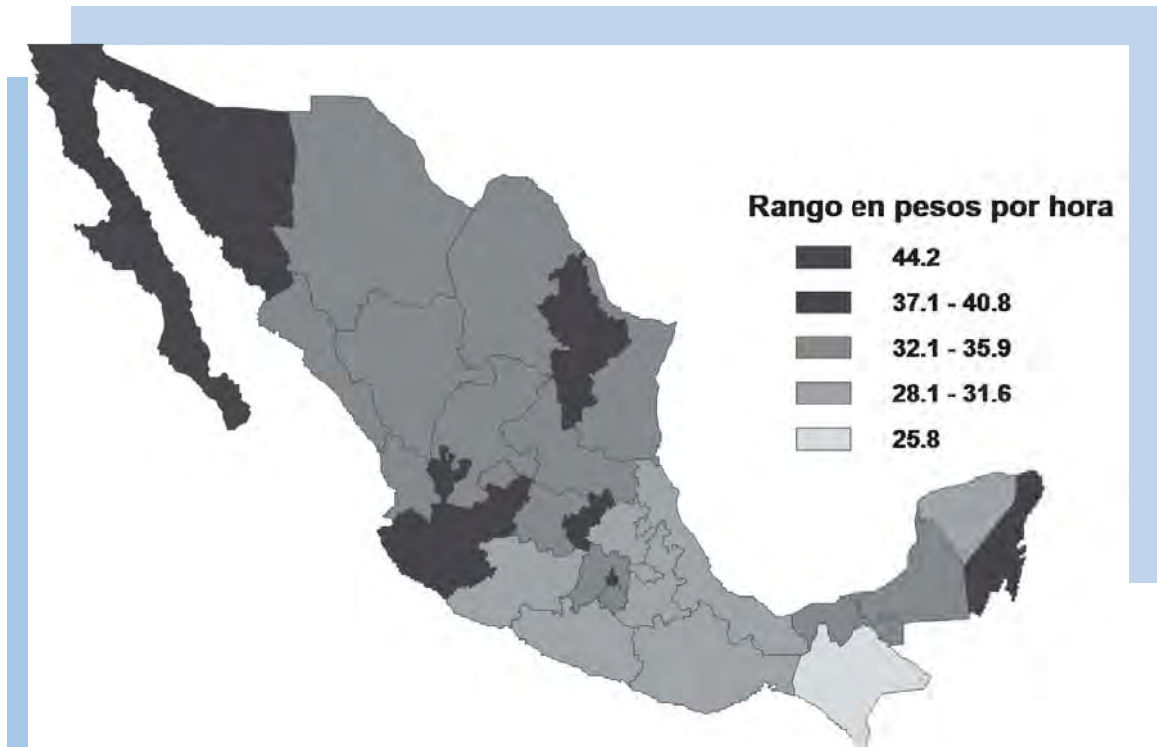 Rango en pesos por hora
44.2
37.1 - 40.8
32.1 - 35.9
28.1 - 31.6
25.8